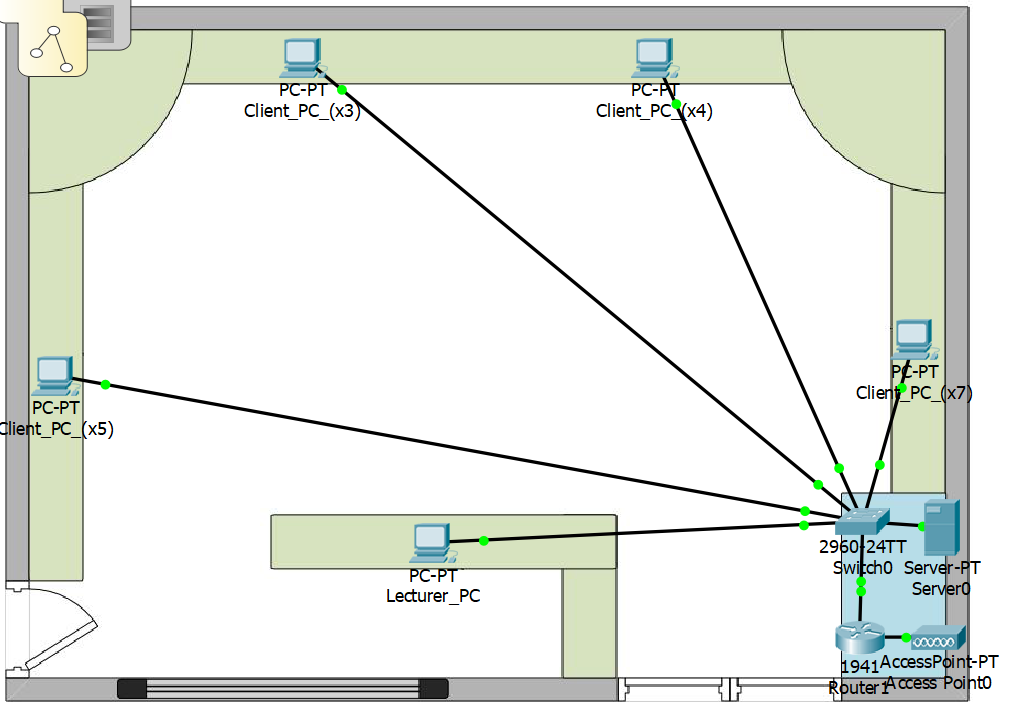 PC-PT
Client_PC_(x3)
PC-PT
Client_PC_(x4)
PC-PT
Client_PC_(x7)
PC-PT
Client_PC_(x5)
PC-PT
Lecturer_PC
2960-24TT
Switch0
Server-PT
Server0
1941
Router1
AccessPoint-PT
Access Point0